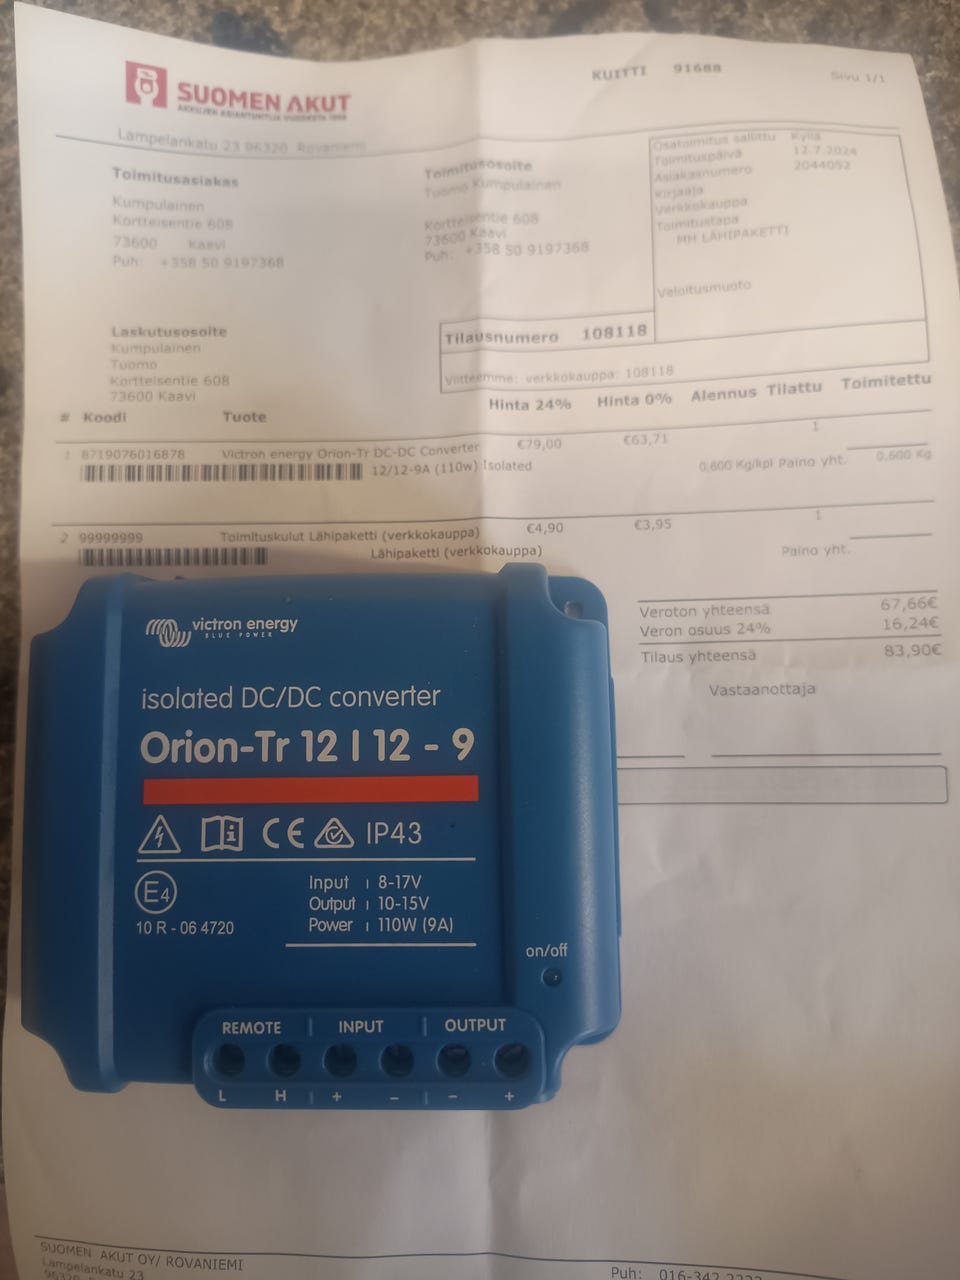 SUOMEN AKUT
AKKUJEN ASIANTUNTIJA VUODESTA
KUITTI 91688
Sivu 1/1
Lampelankatu 23 96320 Rovaniemi
Toimitusasiakas
Kumpulainen
Kortteisentie 608
73600 Kaavi
Puh: +358 50 9197368
Toimitusosoite
Tuomo Kumpulainen
Kortteisentie 608
73600 Kaavi
Puh: +358 50 9197368
Osatoimitus sallittu Kyllä
Toimituspäivä 12.7.2024
Asiakasnumero 2044052
Kirjaaja
Verkkokauppa
Toimitustapa
MH LÄHIPAKETTI
Veloitusmuoto
Laskutusosoite
Kumpulainen
Tuomo
Kortteisentie 608
73600 Kaavi
Tilausnumero 108118
Viitteemme: verkkokauppa: 108118
# Koodi Tuote Hinta 24% Hinta 0% Alennus Tilattu Toimitettu
1 8719076016878 Victron energy Orion-Tr DC-DC Converter €79,00 €63,71 1
12/12-9A (110w) Isolated 0,600 Kg/kpl Paino yht. 0,600 Kg
2 99999999 Toimituskulut Lähipaketti (verkkokauppa) €4,90 €3,95 1
Lähipaketti (verkkokauppa) Paino yht.
Veroton yhteensä 67,66€
Veron osuus 24% 16,24€
Tilaus yhteensä 83,90€
Vastaanottaja
victron energy
BLUE POWER
isolated DC/DC converter
Orion-Tr 12 | 12 - 9
CE IP43
E4
10 R - 06 4720
Input | 8-17V
Output | 10-15V
Power | 110W (9A)
on/off
REMOTE | INPUT | OUTPUT
L H + - - +
SUOMEN AKUT OY/ ROVANIEMI
Lampelankatu 23
96320
Puh: 016-342